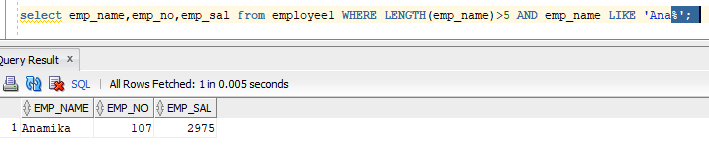 select emp_name,emp_no,emp_sal from employee1 WHERE LENGTH(emp_name)>5 AND emp_name LIKE 'Ana%';
Query Result x
SQL | All Rows Fetched: 1 in 0.005 seconds
EMP_NAME EMP_NO EMP_SAL
1 Anamika 107 2975